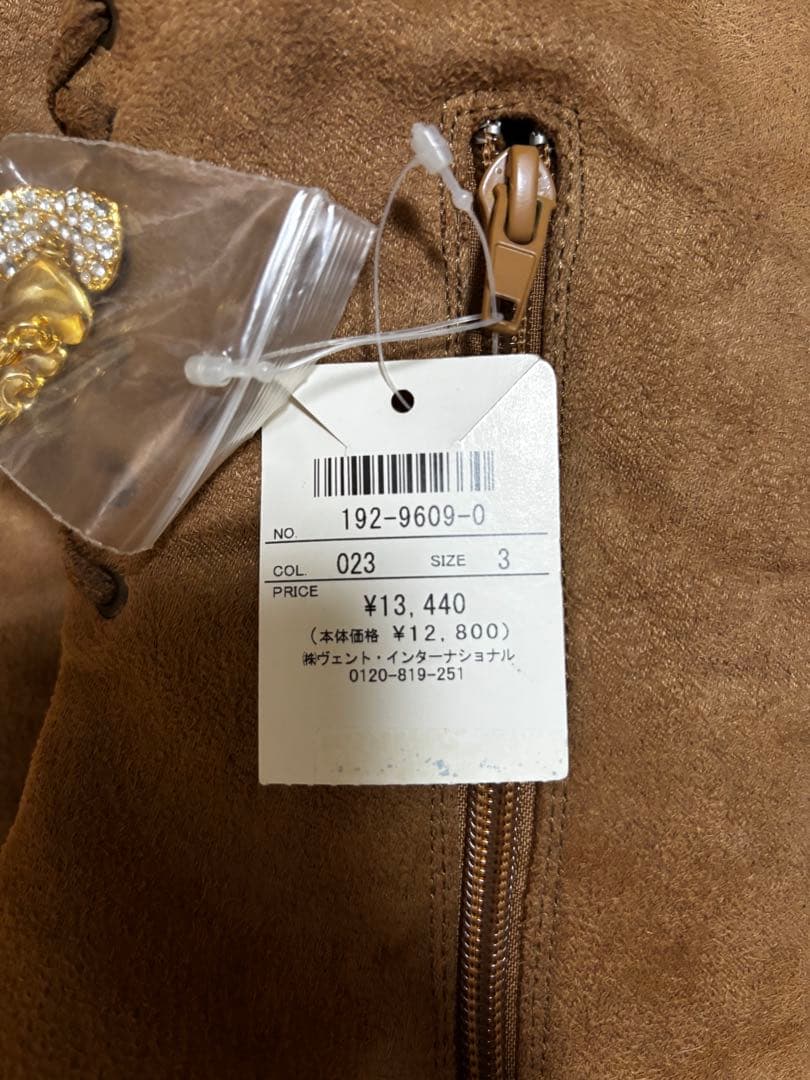 NO. 192-9609-0
COL. 023 SIZE 3
PRICE
¥13,440
(本体価格 ¥12,800)
㈱ヴェント・インターナショナル
0120-819-251